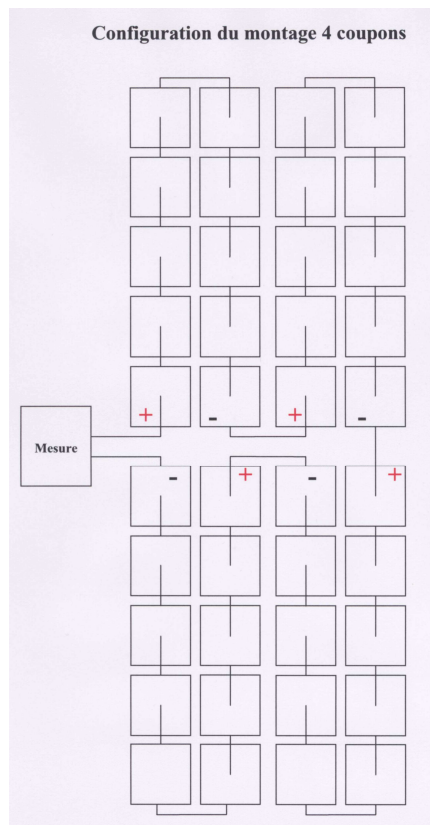 Configuration du montage 4 coupons
+ - + -
Mesure
- + - +